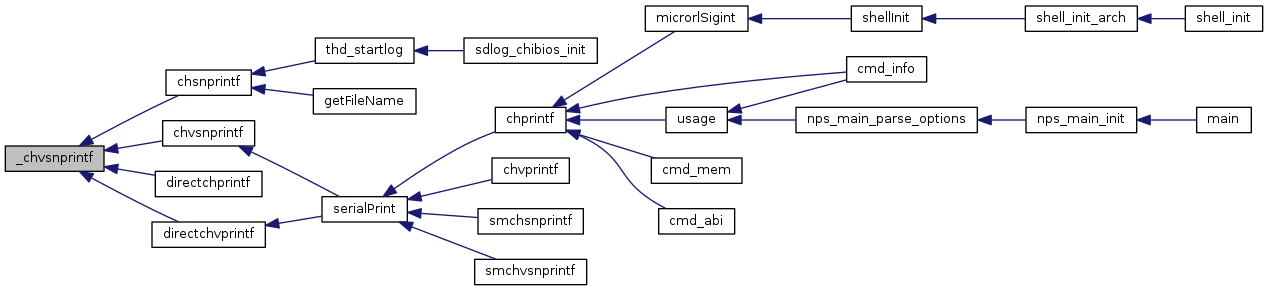 microrlSigint
shellInit
shell_init_arch
shell_init
thd_startlog
sdlog_chibios_init
cmd_info
chsnprintf
getFileName
chprintf
usage
nps_main_parse_options
nps_main_init
main
chvsnprintf
_chvsnprintf
directchprintf
chvprintf
cmd_mem
serialPrint
smchsnprintf
cmd_abi
directchvprintf
smchvsnprintf